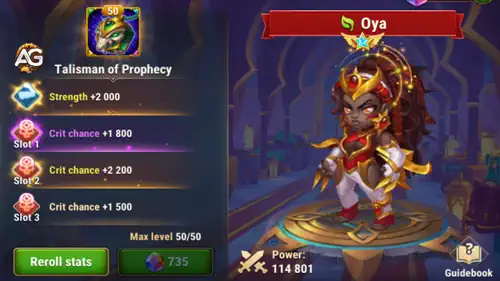 50
Oya
AG
Talisman of Prophecy
Strength +2 000
Crit chance +1 800
Slot 1
Crit chance +2 200
Slot 2
Crit chance +1 500
Slot 3
Max level 50/50
Reroll stats
735
Power:
114 801
?
Guidebook